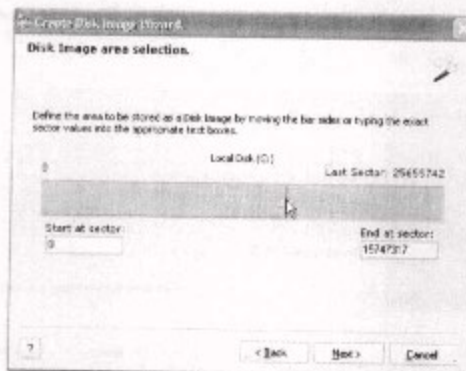 Create Disk Image Wizard.
Disk Image area selection.
Define the area to be stored as a Disk Image by moving the bar sides or typing the exact
sector values into the appropriate text boxes.
Local Disk (C:)
0
Last Sector: 25655742
Start at sector:
End at sector:
0
15747317
?
< Back
Next >
Cancel